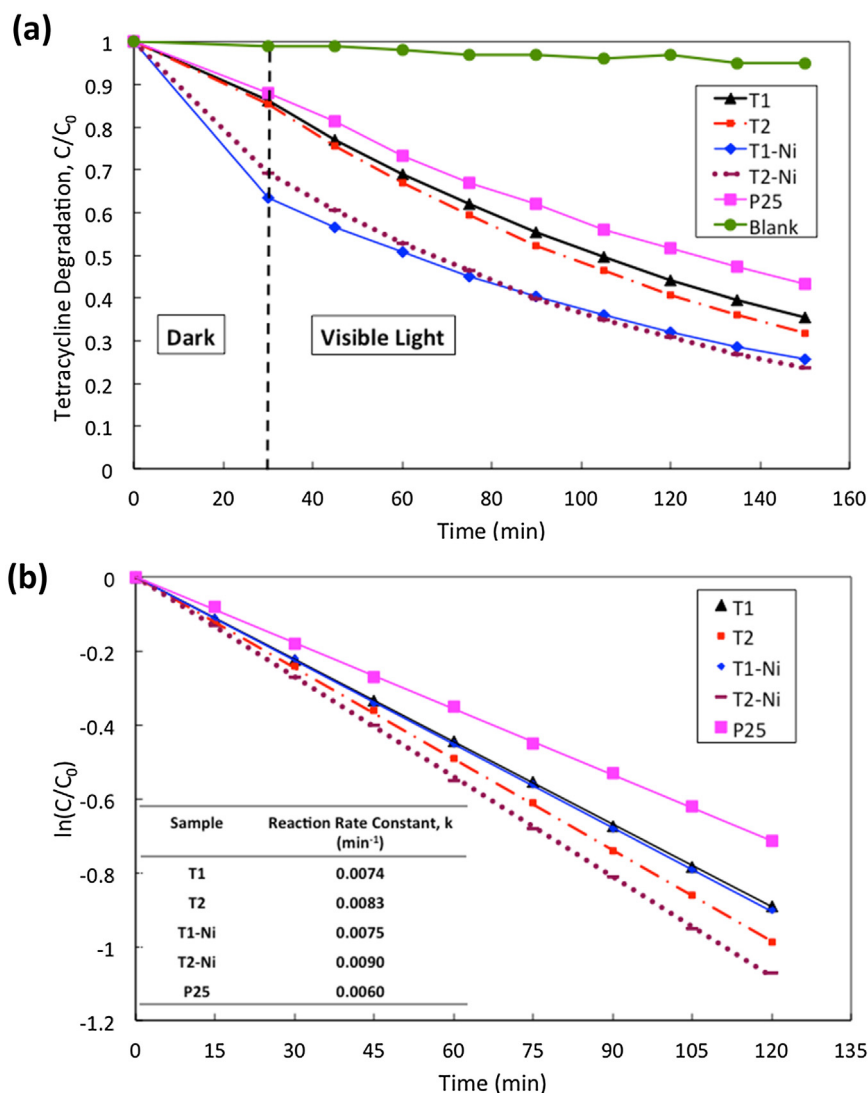 (a)
1
0.9
0.8
0.7
0.6
0.5
0.4
0.3
0.2
0.1
0
Tetracycline Degradation, C/C0
T1
T2
T1-Ni
T2-Ni
P25
Blank
Dark
Visible Light
0 20 40 60 80 100 120 140 160
Time (min)
(b)
0
-0.2
-0.4
-0.6
-0.8
-1
-1.2
ln(C/C0)
T1
T2
T1-Ni
T2-Ni
P25
Sample Reaction Rate Constant, k
(min-1)
T1 0.0074
T2 0.0083
T1-Ni 0.0075
T2-Ni 0.0090
P25 0.0060
0 15 30 45 60 75 90 105 120 135
Time (min)